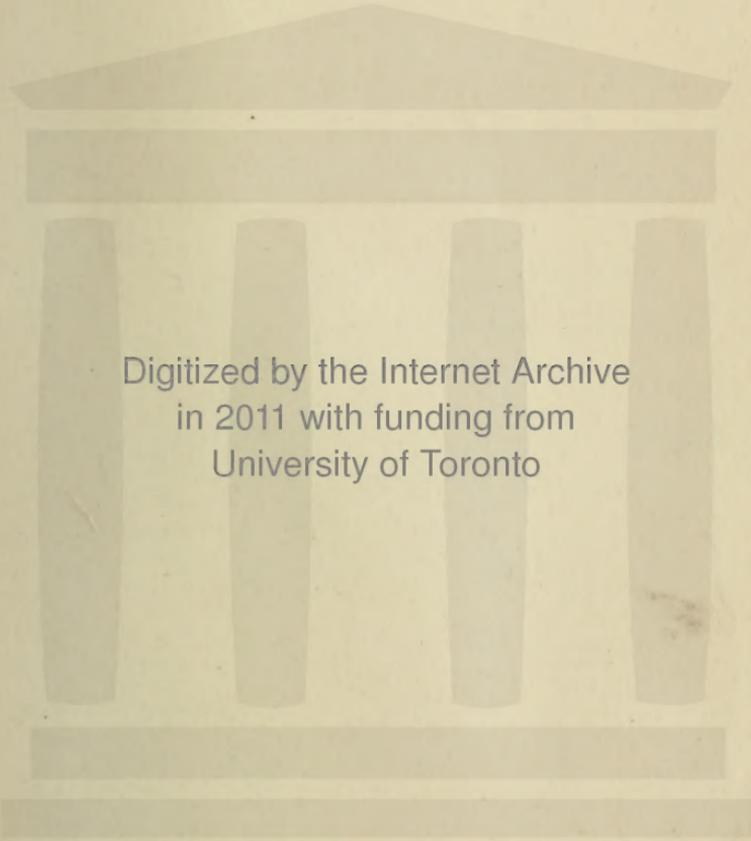 Digitized by the Internet Archive
in 2011 with funding from
University of Toronto